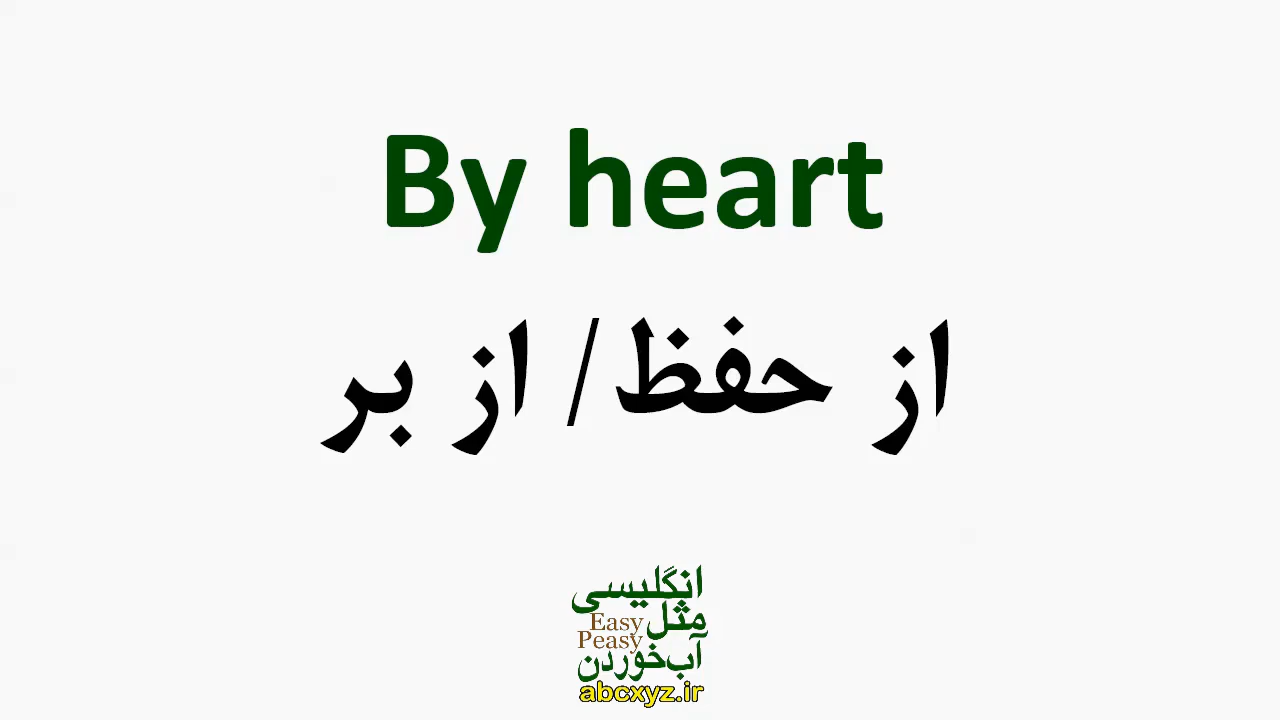 By heart
از حفظ/ از بر
انگلیسی
مثل
Easy
Peasy
آب‌خوردن
abcxyz.ir